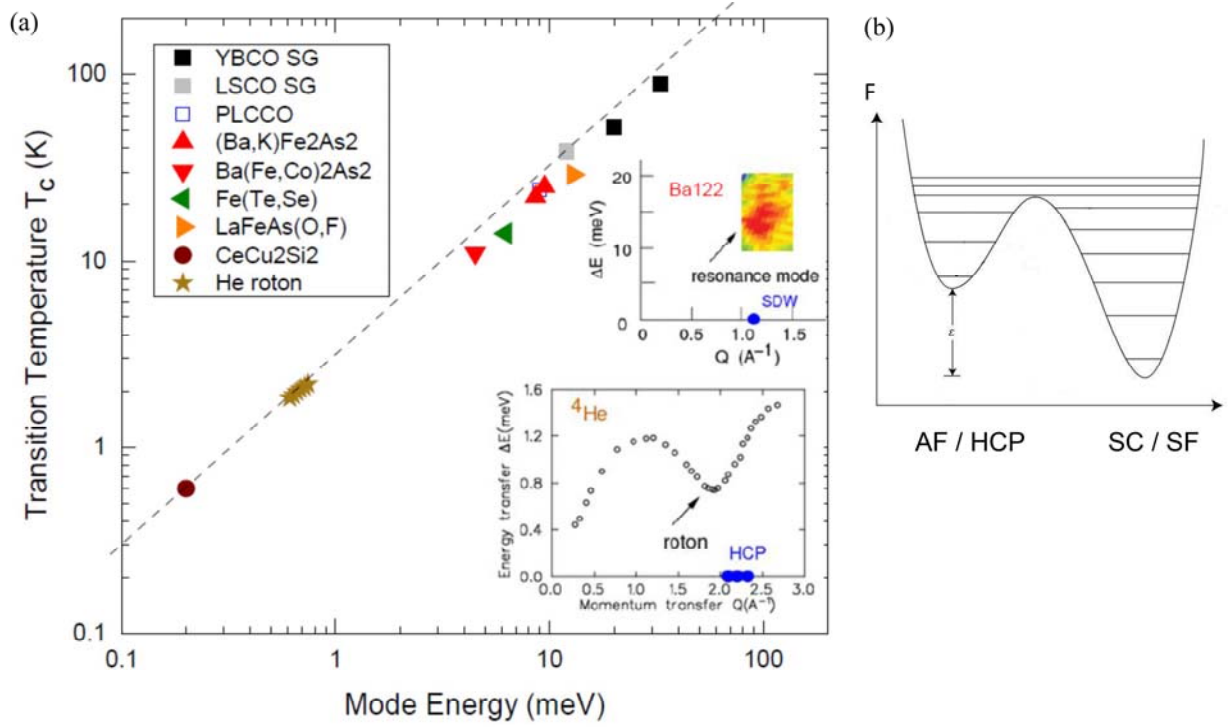 (a)
Transition Temperature T_c (K)
100
10
1
0.1
0.1
1
10
100
Mode Energy (meV)
YBCO SG
LSCO SG
PLCCO
(Ba,K)Fe2As2
Ba(Fe,Co)2As2
Fe(Te,Se)
LaFeAs(O,F)
CeCu2Si2
He roton
ΔE (meV)
20
10
0
Ba122
resonance mode
SDW
0
0.5
1.0
1.5
Q (A⁻¹)
Energy transfer ΔE(meV)
1.6
1.2
0.8
0.4
0.0
⁴He
roton
HCP
0.0
0.5
1.0
1.5
2.0
2.5
3.0
Momentum transfer Q(A⁻¹)
(b)
F
ε
AF / HCP
SC / SF